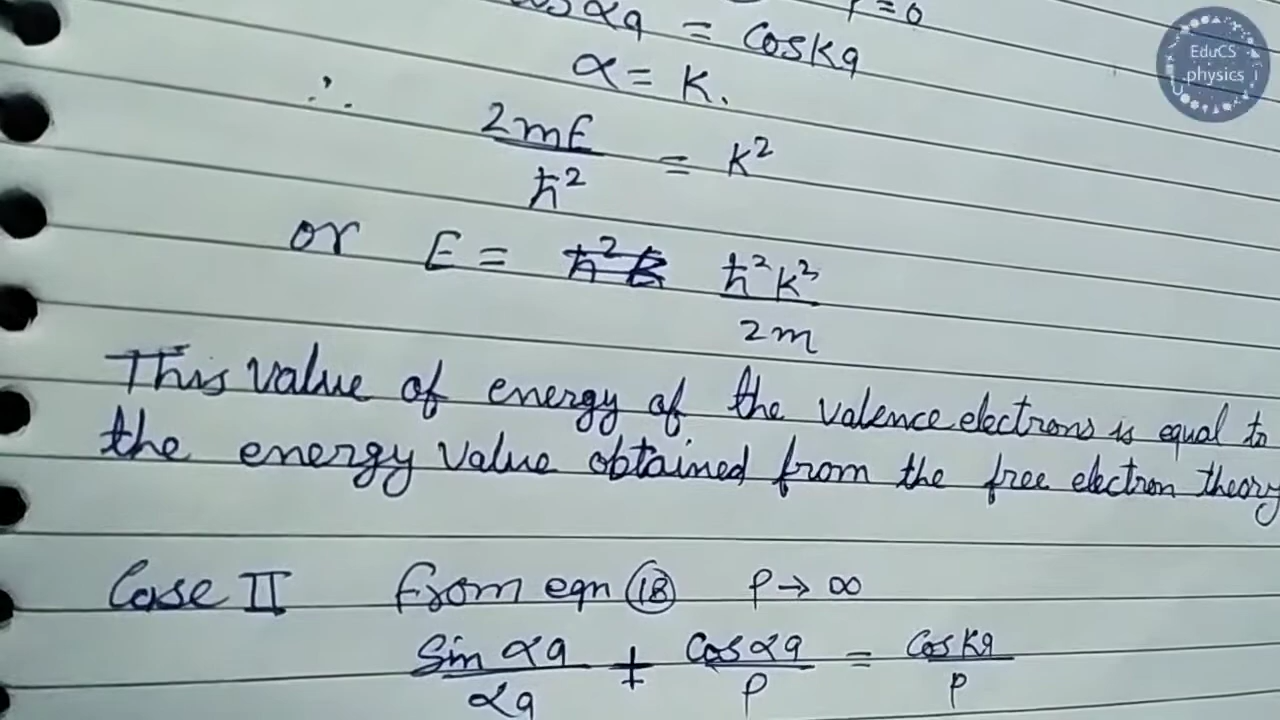 P = 0
cos αa = cos Ka
α = K.
∴ 2mE/ħ² = K²
or E = ħ²k²/2m
This value of energy of the valence electrons is equal to
the energy value obtained from the free electron theory
Case II From eqn (18) P → ∞
Sin αa/αa + Cos αa/P = Cos Ka/P
EduCS
physics